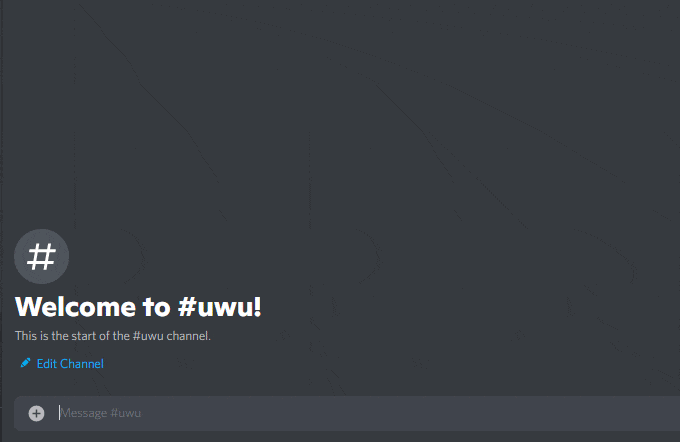 #
Welcome to #uwu!
This is the start of the #uwu channel.
Edit Channel
Message #uwu